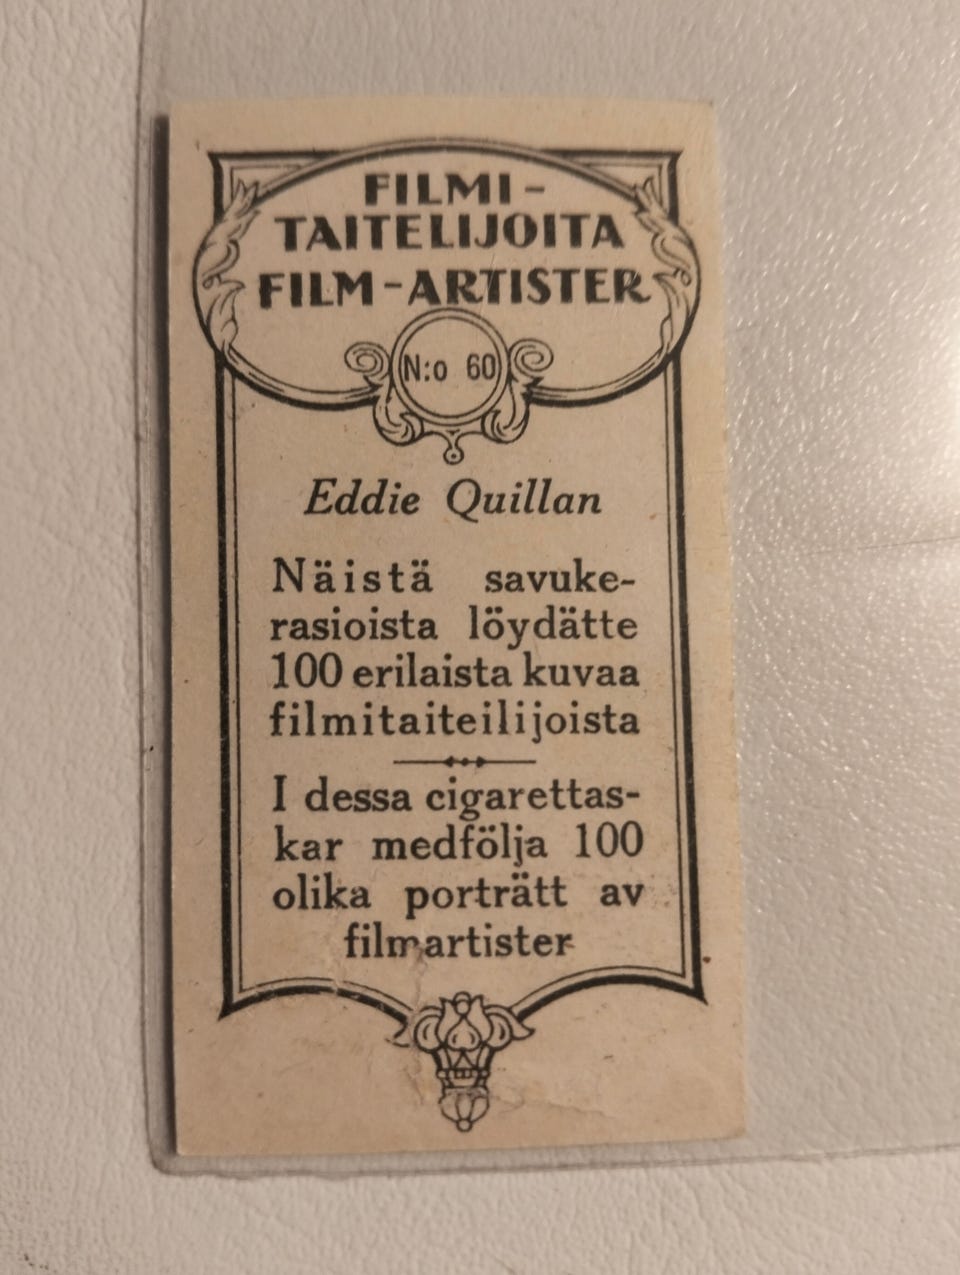 FILMI-
TAITELIJOITA
FILM-ARTISTER
N:o 60
Eddie Quillan
Näistä savuke-
rasioista löydätte
100 erilaista kuvaa
filmitaiteilijoista
I dessa cigarettas-
kar medfölja 100
olika porträtt av
filmartister